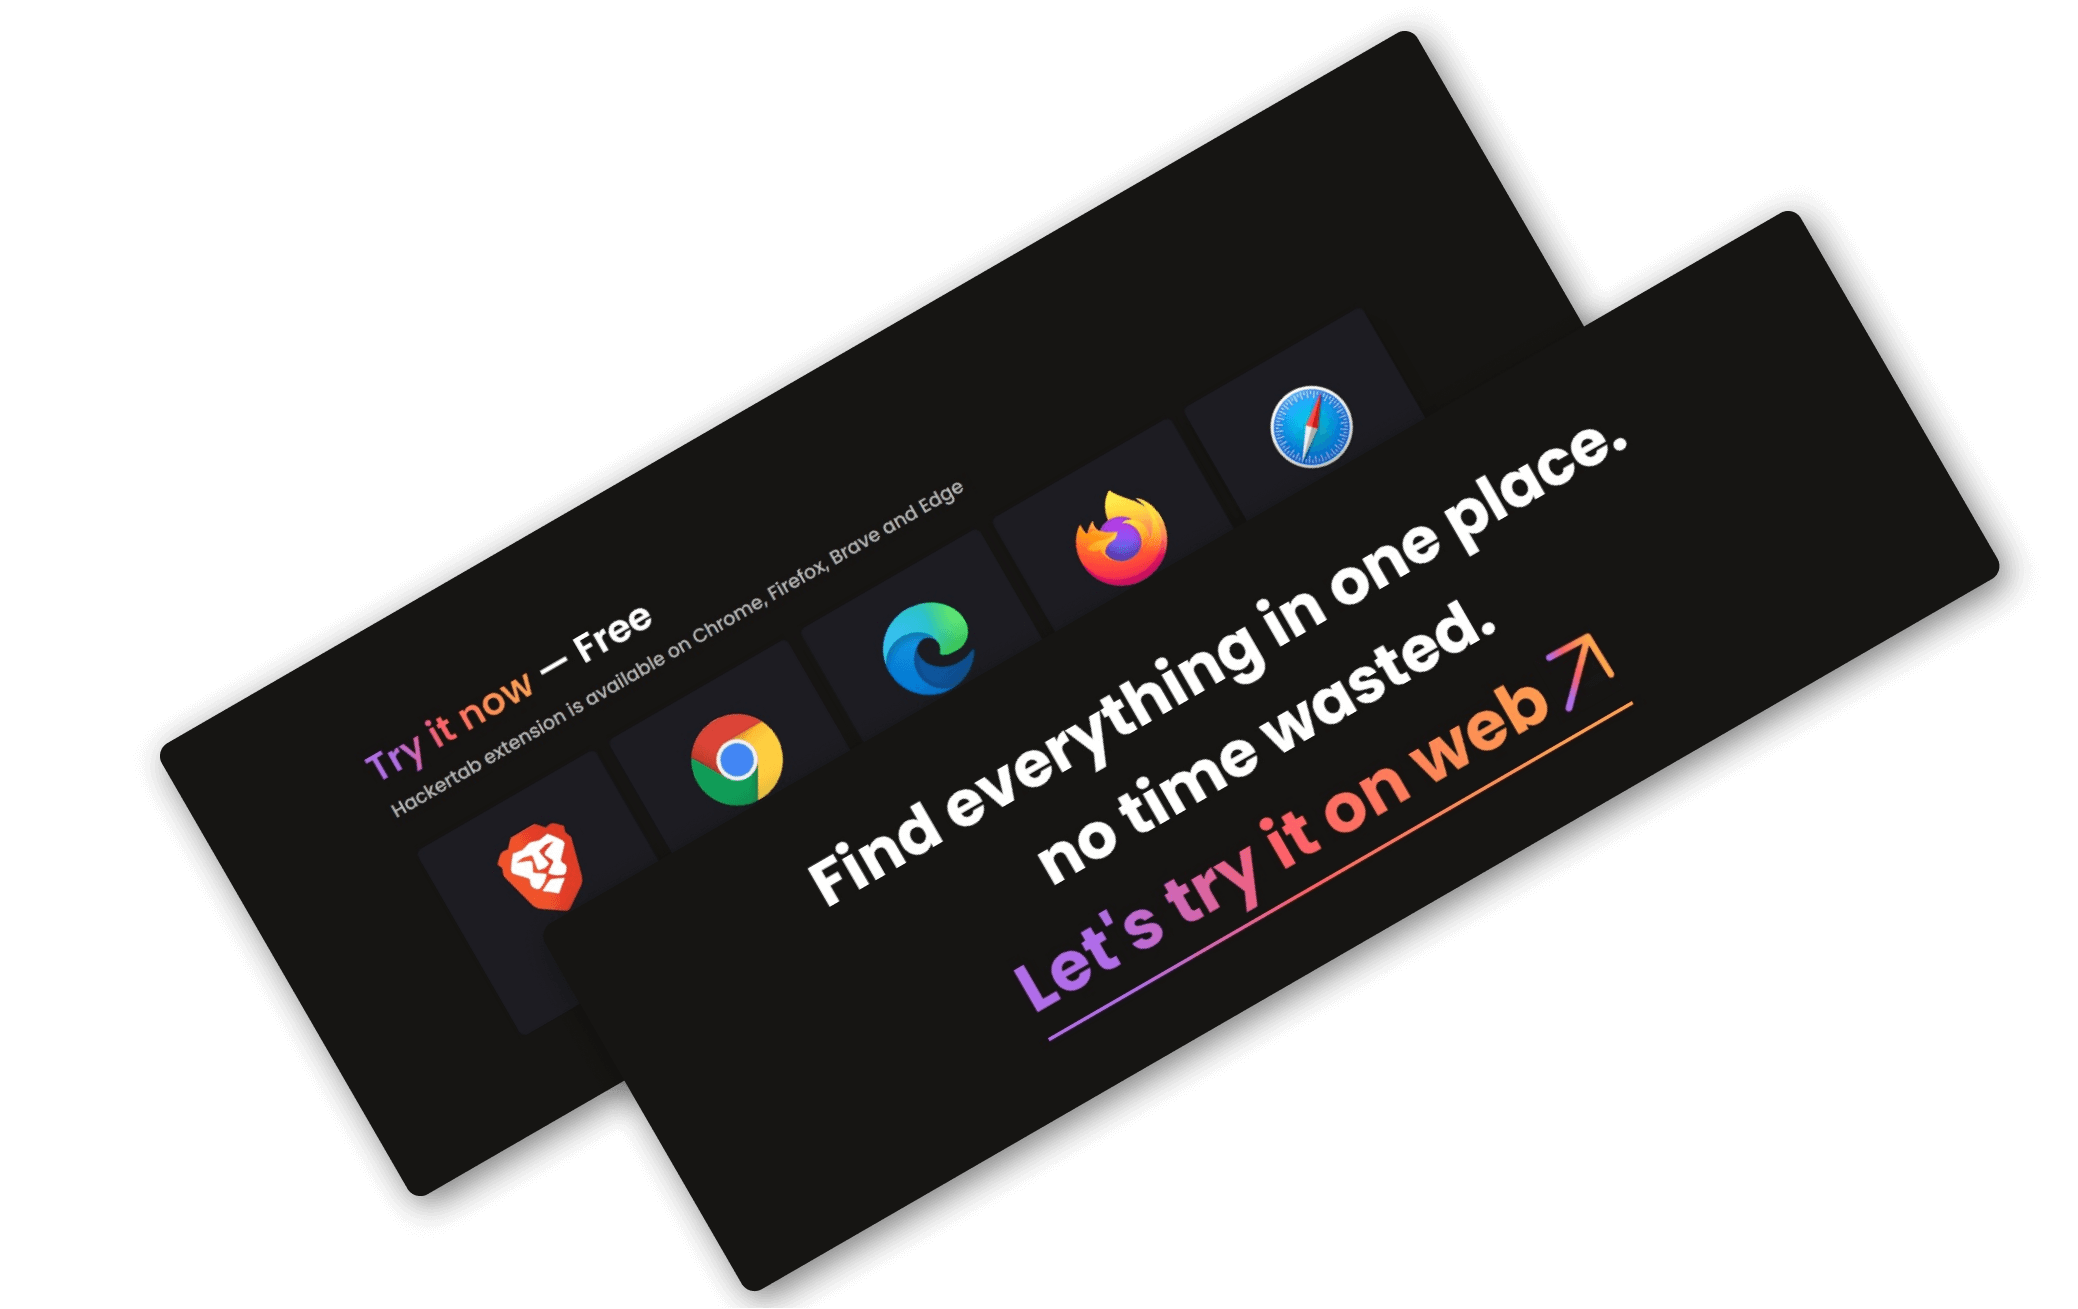 Try it now — Free
Hackertab extension is available on Chrome, Firefox, Brave and Edge
Find everything in one place.
no time wasted.
Let's try it on web